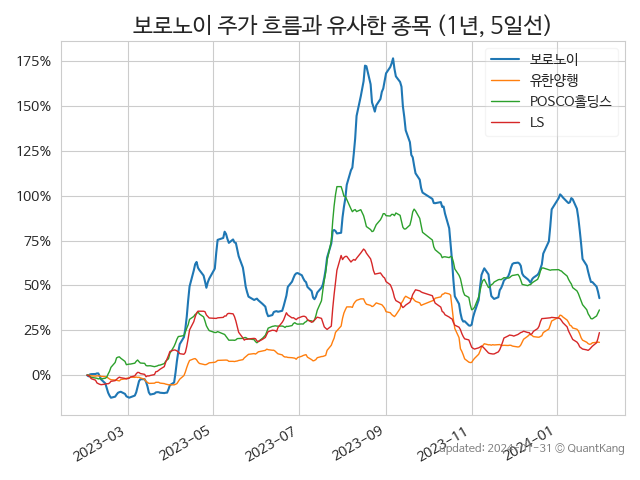 보로노이 주가 흐름과 유사한 종목 (1년, 5일선)
175%
150%
125%
100%
75%
50%
25%
0%
보로노이
유한양행
POSCO홀딩스
LS
2023-03
2023-05
2023-07
2023-09
2023-11
2024-01
updated: 2024-01-31 © QuantKang